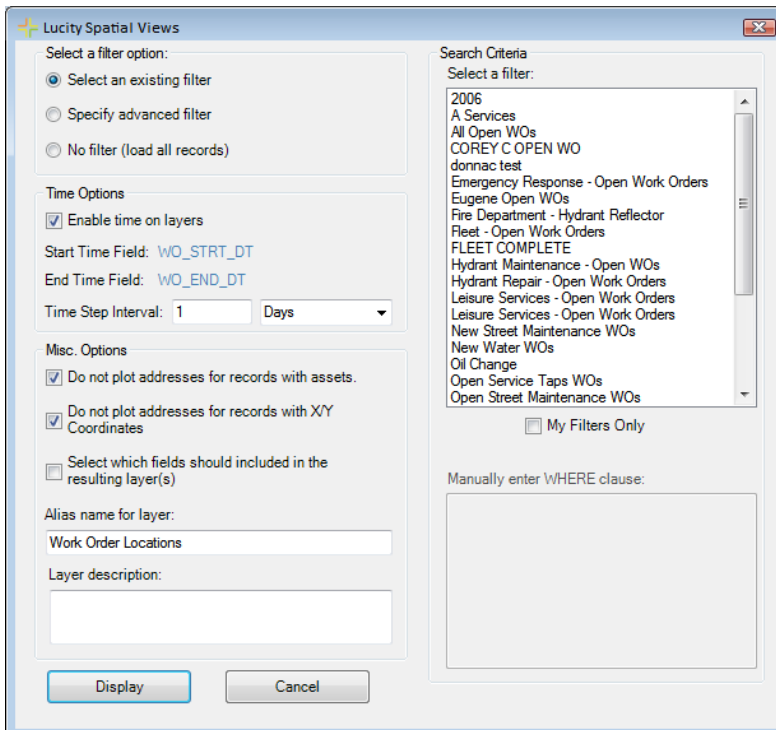 Lucity Spatial Views
Select a filter option:
Select an existing filter
Specify advanced filter
No filter (load all records)
Time Options
Enable time on layers
Start Time Field: WO_STRT_DT
End Time Field: WO_END_DT
Time Step Interval: 1 Days
Misc. Options
Do not plot addresses for records with assets.
Do not plot addresses for records with X/Y
Coordinates
Select which fields should included in the
resulting layer(s)
Alias name for layer:
Work Order Locations
Layer description:
Display Cancel
Search Criteria
Select a filter:
2006
A Services
All Open WOs
COREY C OPEN WO
donnac test
Emergency Response - Open Work Orders
Eugene Open WOs
Fire Department - Hydrant Reflector
Fleet - Open Work Orders
FLEET COMPLETE
Hydrant Maintenance - Open WOs
Hydrant Repair - Open Work Orders
Leisure Services - Open Work Orders
Leisure Services - Open Work Orders
New Street Maintenance WOs
New Water WOs
Oil Change
Open Service Taps WOs
Open Street Maintenance WOs
My Filters Only
Manually enter WHERE clause: